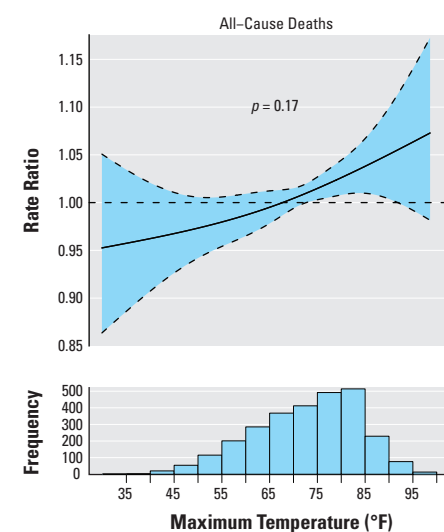 All–Cause Deaths
Rate Ratio
1.15
1.10
1.05
1.00
0.95
0.90
0.85
p = 0.17
Frequency
500
400
300
200
100
0
35 45 55 65 75 85 95
Maximum Temperature (°F)